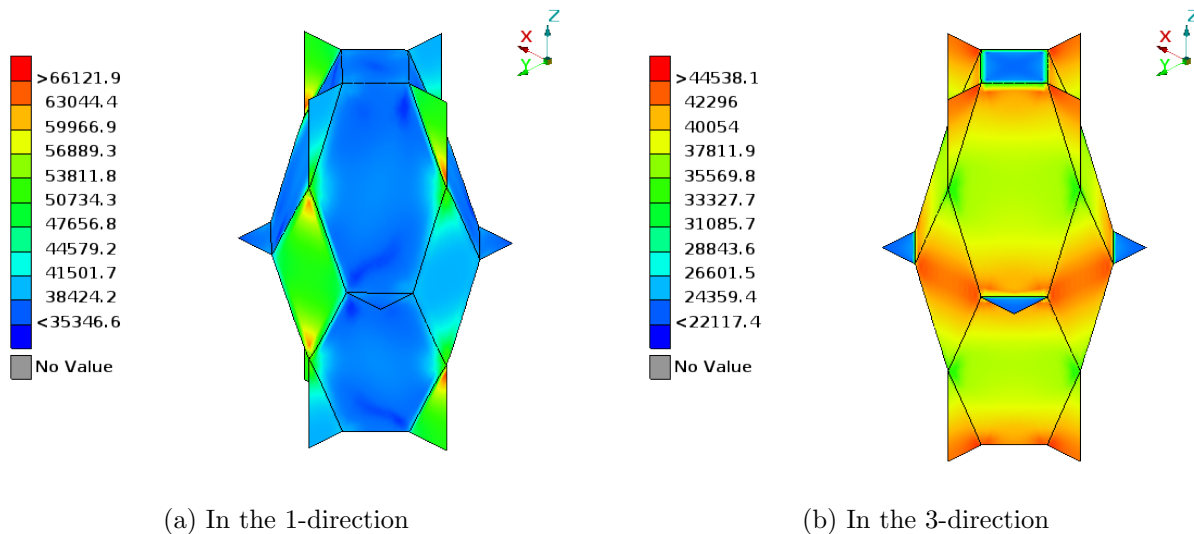 Z
X
Y
>66121.9
63044.4
59966.9
56889.3
53811.8
50734.3
47656.8
44579.2
41501.7
38424.2
<35346.6
No Value
(a) In the 1-direction
Z
X
Y
>44538.1
42296
40054
37811.9
35569.8
33327.7
31085.7
28843.6
26601.5
24359.4
<22117.4
No Value
(b) In the 3-direction